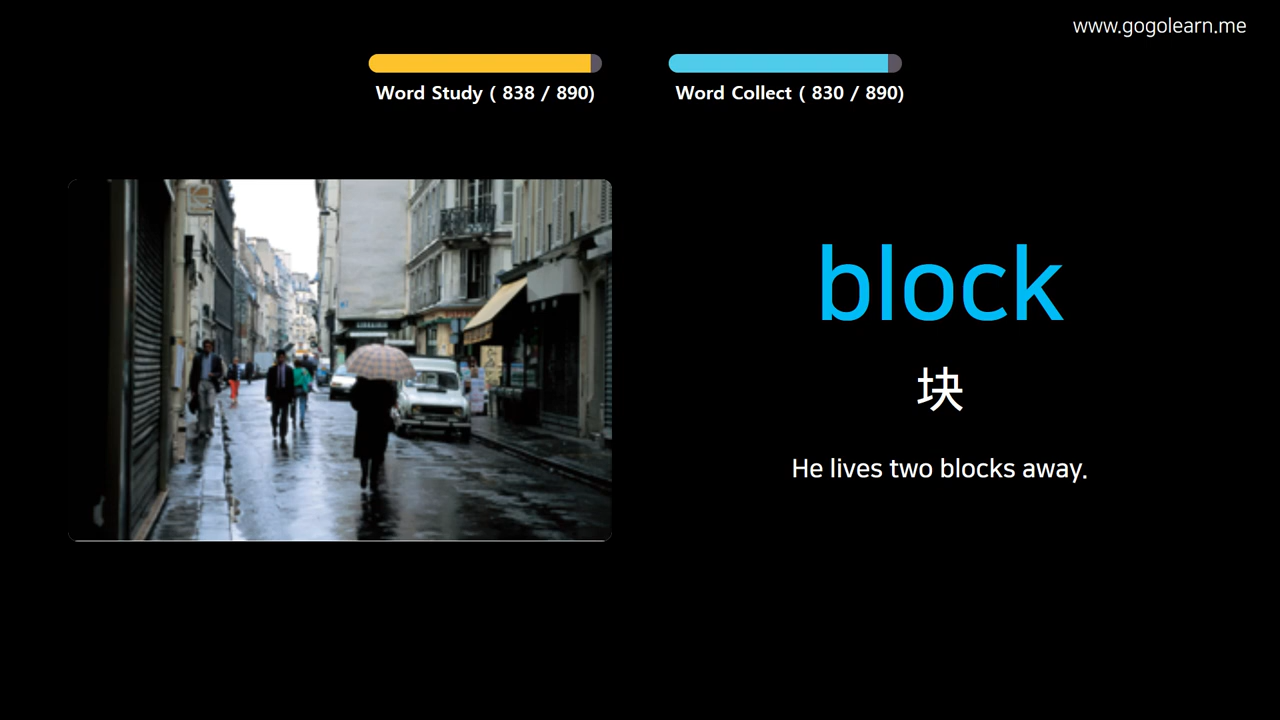 www.gogolearn.me
Word Study ( 838 / 890)
Word Collect ( 830 / 890)
block
块
He lives two blocks away.